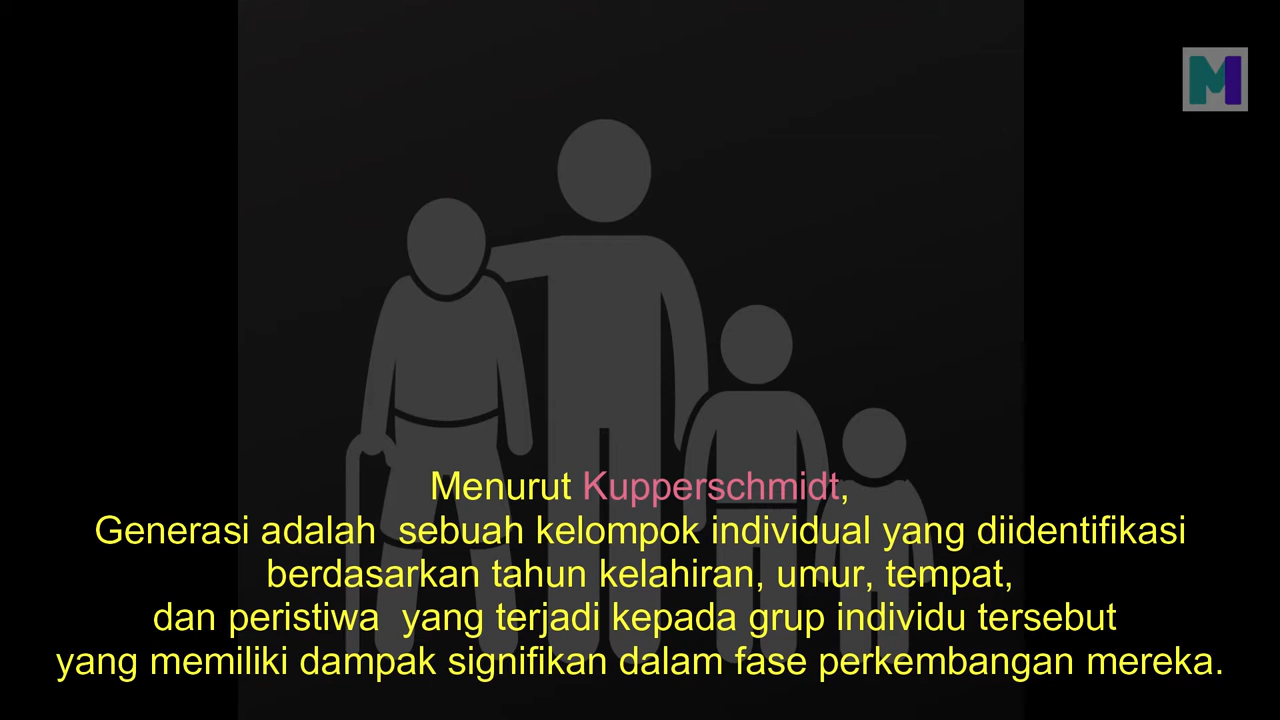 M
Menurut Kupperschmidt,
Generasi adalah  sebuah kelompok individual yang diidentifikasi
berdasarkan tahun kelahiran, umur, tempat,
dan peristiwa  yang terjadi kepada grup individu tersebut
yang memiliki dampak signifikan dalam fase perkembangan mereka.